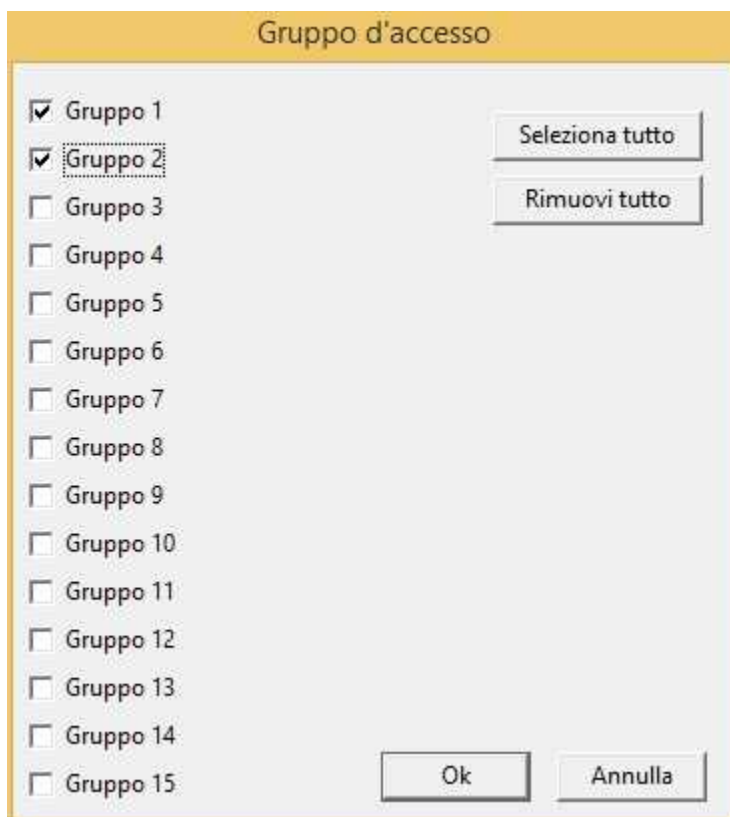 Gruppo d'accesso
Gruppo 1
Gruppo 2
Gruppo 3
Gruppo 4
Gruppo 5
Gruppo 6
Gruppo 7
Gruppo 8
Gruppo 9
Gruppo 10
Gruppo 11
Gruppo 12
Gruppo 13
Gruppo 14
Gruppo 15
Seleziona tutto
Rimuovi tutto
Ok
Annulla